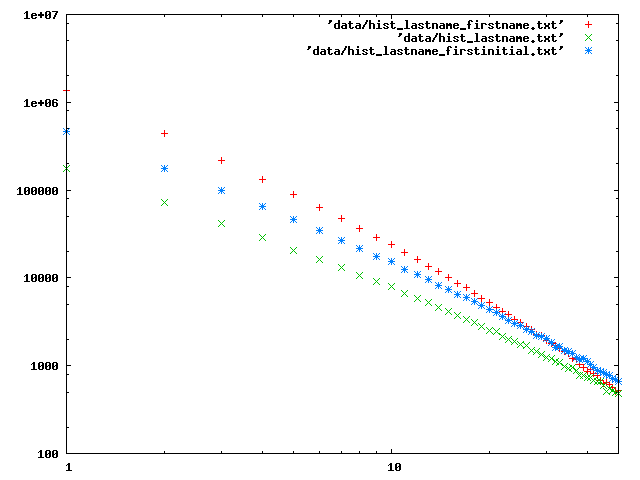 1e+07
'data/hist_lastname_firstname.txt'
'data/hist_lastname.txt'
'data/hist_lastname_firstinitial.txt'
1e+06
100000
10000
1000
100
1
10